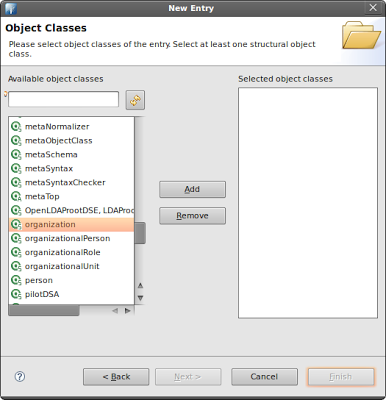 New Entry
Object Classes
Please select object classes of the entry. Select at least one structural object
class.
Available object classes
Selected object classes
metaNormalizer
metaObjectClass
metaSchema
metaSyntax
metaSyntaxChecker
metaTop
OpenLDAProotDSE, LDAProo
organization
organizationalPerson
organizationalRole
organizationalUnit
person
pilotDSA
Add
Remove
?
< Back
Next >
Cancel
Finish